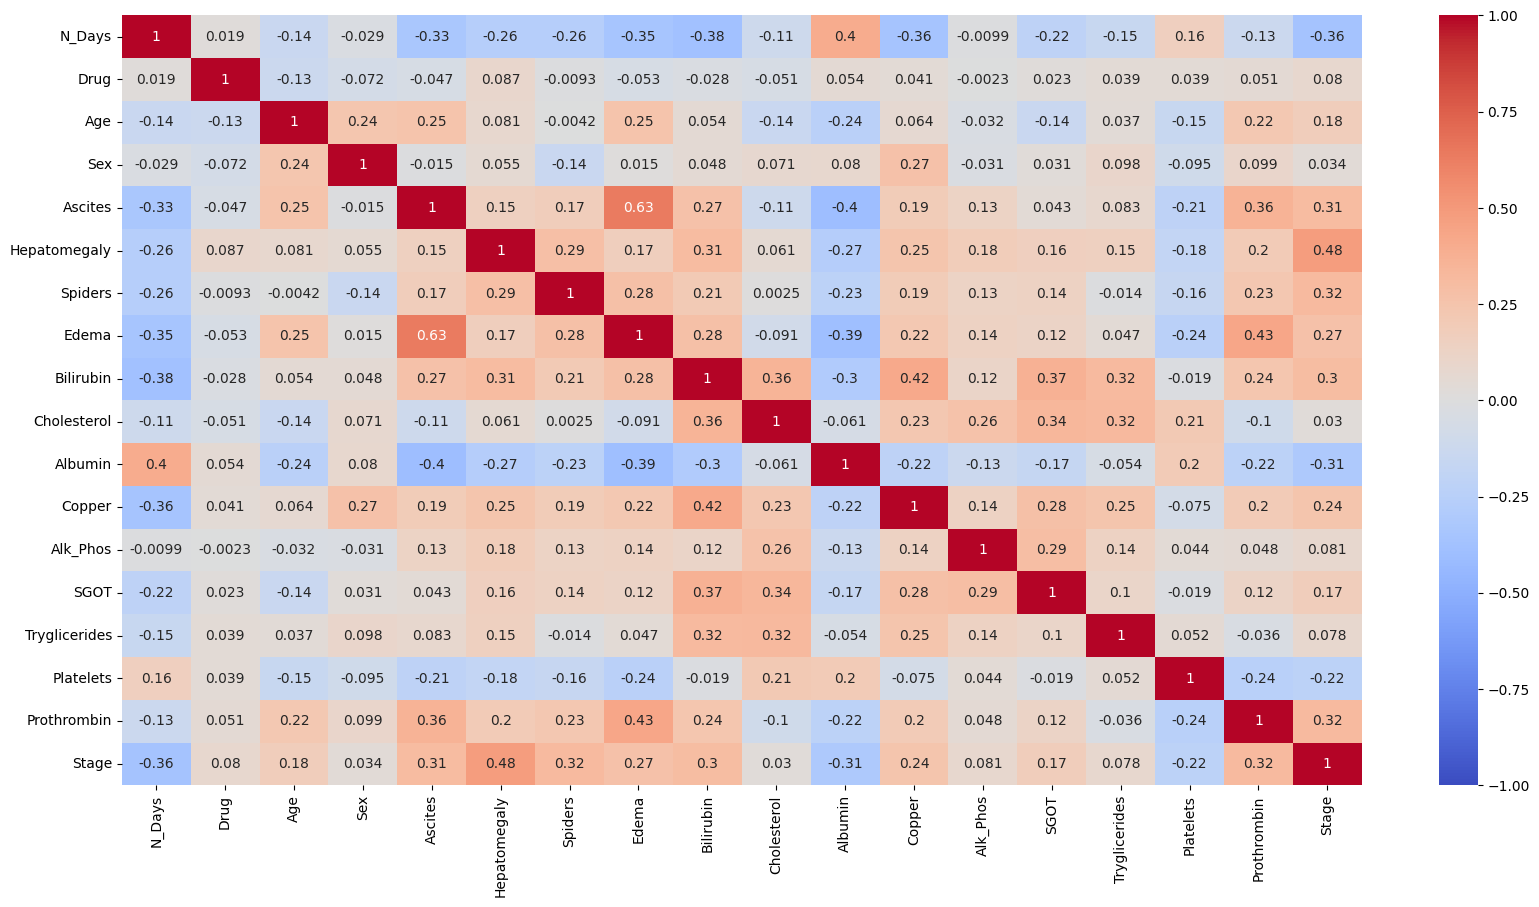 N_Days 1 0.019 -0.14 -0.029 -0.33 -0.26 -0.26 -0.35 -0.38 -0.11 0.4 -0.36 -0.0099 -0.22 -0.15 0.16 -0.13 -0.36
Drug 0.019 1 -0.13 -0.072 -0.047 0.087 -0.0093 -0.053 -0.028 -0.051 0.054 0.041 -0.0023 0.023 0.039 0.039 0.051 0.08
Age -0.14 -0.13 1 0.24 0.25 0.081 -0.0042 0.25 0.054 -0.14 -0.24 0.064 -0.032 -0.14 0.037 -0.15 0.22 0.18
Sex -0.029 -0.072 0.24 1 -0.015 0.055 -0.14 0.015 0.048 0.071 0.08 0.27 -0.031 0.031 0.098 -0.095 0.099 0.034
Ascites -0.33 -0.047 0.25 -0.015 1 0.15 0.17 0.63 0.27 -0.11 -0.4 0.19 0.13 0.043 0.083 -0.21 0.36 0.31
Hepatomegaly -0.26 0.087 0.081 0.055 0.15 1 0.29 0.17 0.31 0.061 -0.27 0.25 0.18 0.16 0.15 -0.18 0.2 0.48
Spiders -0.26 -0.0093 -0.0042 -0.14 0.17 0.29 1 0.28 0.21 0.0025 -0.23 0.19 0.13 0.14 -0.014 -0.16 0.23 0.32
Edema -0.35 -0.053 0.25 0.015 0.63 0.17 0.28 1 0.28 -0.091 -0.39 0.22 0.14 0.12 0.047 -0.24 0.43 0.27
Bilirubin -0.38 -0.028 0.054 0.048 0.27 0.31 0.21 0.28 1 0.36 -0.3 0.42 0.12 0.37 0.32 -0.019 0.24 0.3
Cholesterol -0.11 -0.051 -0.14 0.071 -0.11 0.061 0.0025 -0.091 0.36 1 -0.061 0.23 0.26 0.34 0.32 0.21 -0.1 0.03
Albumin 0.4 0.054 -0.24 0.08 -0.4 -0.27 -0.23 -0.39 -0.3 -0.061 1 -0.22 -0.13 -0.17 -0.054 0.2 -0.22 -0.31
Copper -0.36 0.041 0.064 0.27 0.19 0.25 0.19 0.22 0.42 0.23 -0.22 1 0.14 0.28 0.25 -0.075 0.2 0.24
Alk_Phos -0.0099 -0.0023 -0.032 -0.031 0.13 0.18 0.13 0.14 0.12 0.26 -0.13 0.14 1 0.29 0.14 0.044 0.048 0.081
SGOT -0.22 0.023 -0.14 0.031 0.043 0.16 0.14 0.12 0.37 0.34 -0.17 0.28 0.29 1 0.1 -0.019 0.12 0.17
Tryglicerides -0.15 0.039 0.037 0.098 0.083 0.15 -0.014 0.047 0.32 0.32 -0.054 0.25 0.14 0.1 1 0.052 -0.036 0.078
Platelets 0.16 0.039 -0.15 -0.095 -0.21 -0.18 -0.16 -0.24 -0.019 0.21 0.2 -0.075 0.044 -0.019 0.052 1 -0.24 -0.22
Prothrombin -0.13 0.051 0.22 0.099 0.36 0.2 0.23 0.43 0.24 -0.1 -0.22 0.2 0.048 0.12 -0.036 -0.24 1 0.32
Stage -0.36 0.08 0.18 0.034 0.31 0.48 0.32 0.27 0.3 0.03 -0.31 0.24 0.081 0.17 0.078 -0.22 0.32 1
N_Days Drug Age Sex Ascites Hepatomegaly Spiders Edema Bilirubin Cholesterol Albumin Copper Alk_Phos SGOT Tryglicerides Platelets Prothrombin Stage
1.00
0.75
0.50
0.25
0.00
−0.25
−0.50
−0.75
−1.00